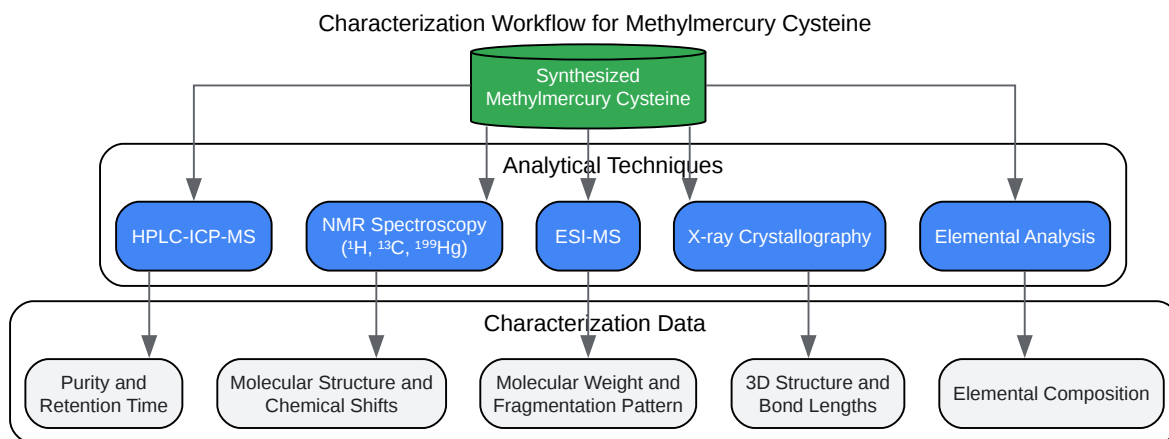 Characterization Workflow for Methylmercury Cysteine
Synthesized
Methylmercury Cysteine
Analytical Techniques
HPLC-ICP-MS
NMR Spectroscopy
(¹H, ¹³C, ¹⁹⁹Hg)
ESI-MS
X-ray Crystallography
Elemental Analysis
Characterization Data
Purity and
Retention Time
Molecular Structure and
Chemical Shifts
Molecular Weight and
Fragmentation Pattern
3D Structure and
Bond Lengths
Elemental Composition